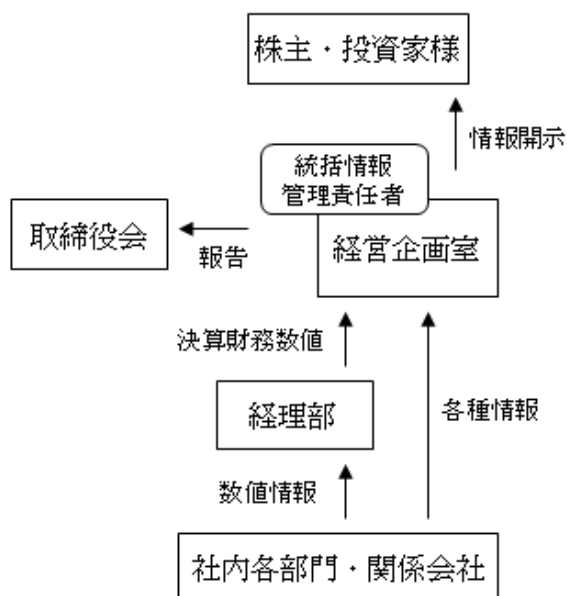 株主・投資家様
情報開示
統括情報
管理責任者
取締役会
報告
経営企画室
決算財務数値
経理部
各種情報
数値情報
社内各部門・関係会社